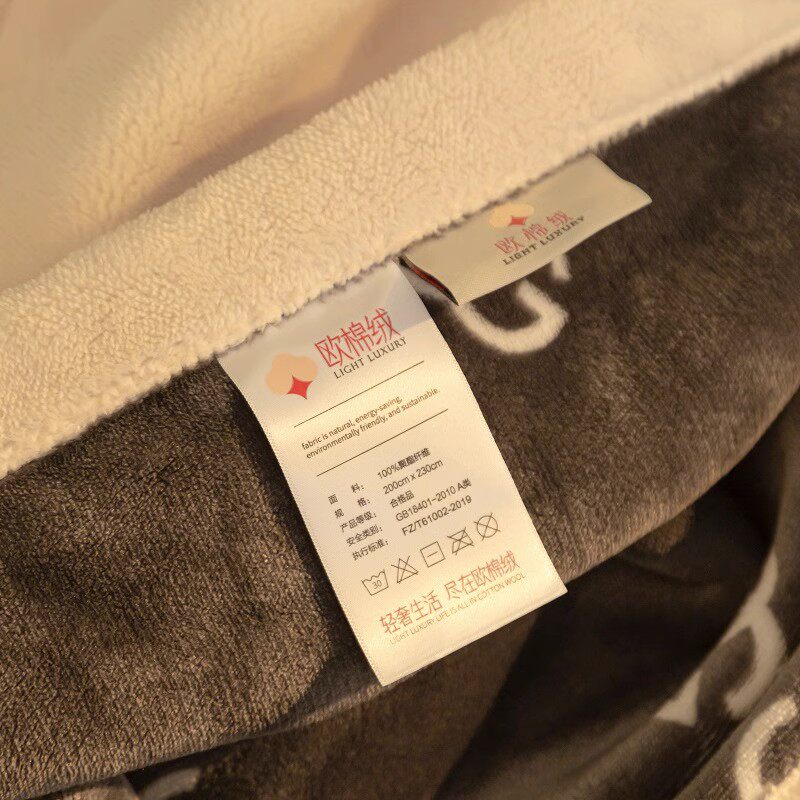 欧棉绒
LIGHT LUXURY
欧棉绒
LIGHT LUXURY
fabric is natural, energy-saving,
environmentally friendly, and sustainable.
面 料: 100%聚酯纤维
规 格: 200cm x 230cm
产品等级: 合格品
安全类别: GB18401-2010 A类
执行标准: FZ/T61002-2019
30
轻奢生活 尽在欧棉绒
LIGHT LUXURY LIFE IS ALL IN COTTON WOOL
C